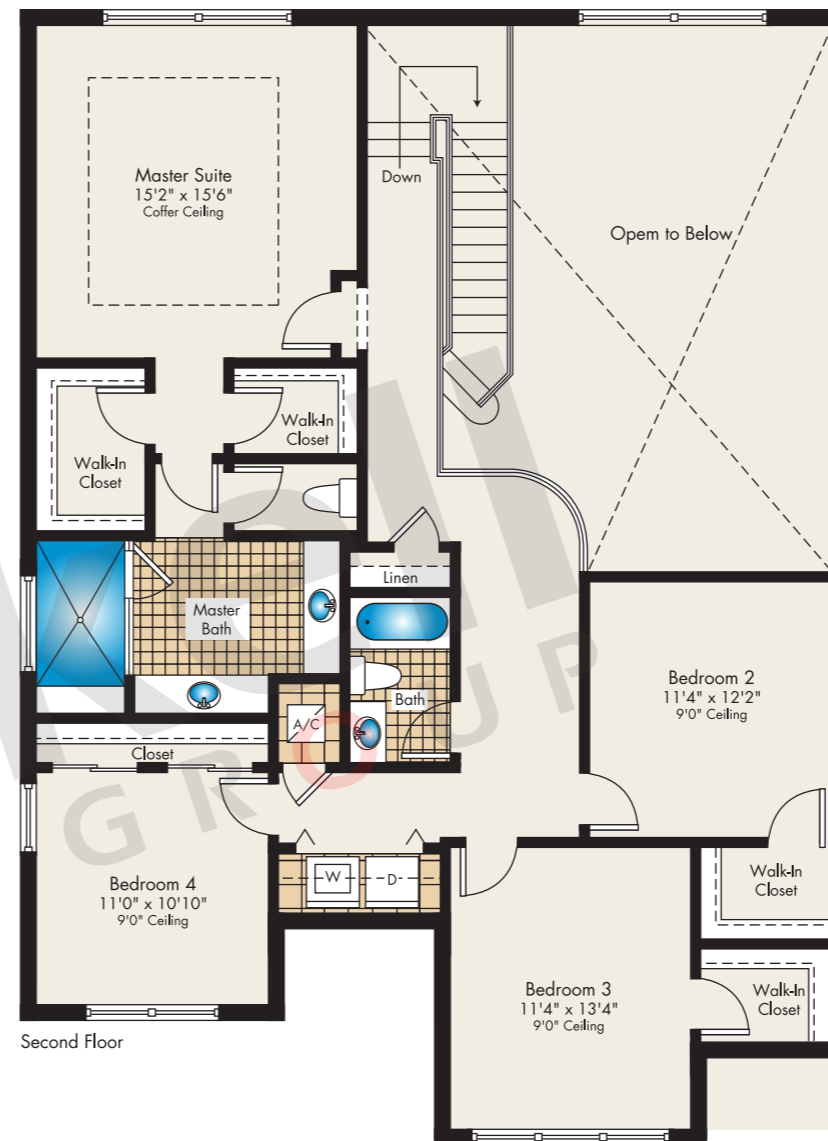 Master Suite
15'2" x 15'6"
Coffer Ceiling
Down
Opem to Below
Walk-In
Closet
Walk-In
Closet
Linen
Master
Bath
Bath
A/C
Closet
Bedroom 2
11'4" x 12'2"
9'0" Ceiling
W
D
Bedroom 4
11'0" x 10'10"
9'0" Ceiling
Walk-In
Closet
Bedroom 3
11'4" x 13'4"
9'0" Ceiling
Walk-In
Closet
Second Floor
Kell
GROUP